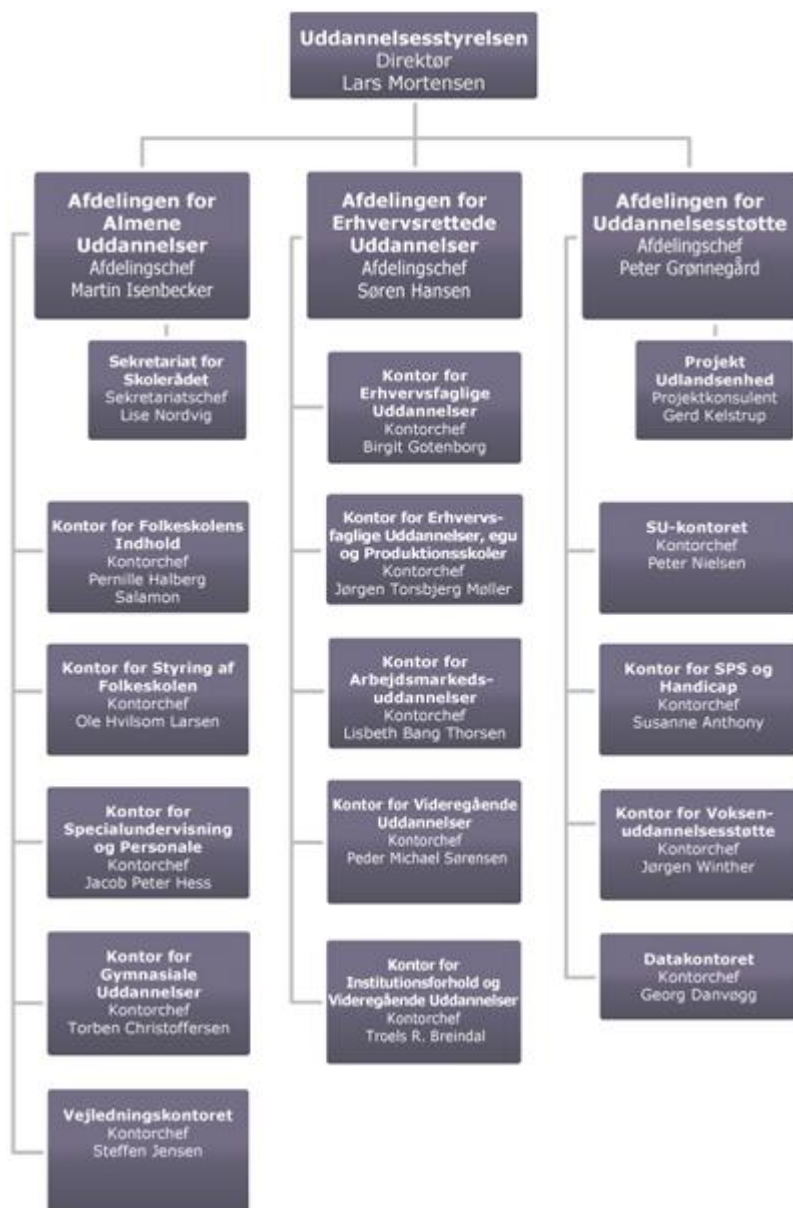 Uddannelsesstyrelsen
Direktør
Lars Mortensen
Afdelingen for
Almene
Uddannelser
Afdelingschef
Martin Isenbecker
Sekretariat for
Skolerådet
Sekretariatschef
Lise Nordvig
Kontor for Folkeskolens
Indhold
Kontorchef
Pernille Halberg
Salamon
Kontor for Styring af
Folkeskolen
Kontorchef
Ole Hvilsom Larsen
Kontor for
Specialundervisning
og Personale
Kontorchef
Jacob Peter Hess
Kontor for
Gymnasiale
Uddannelser
Kontorchef
Torben Christoffersen
Vejledningskontoret
Kontorchef
Steffen Jensen
Afdelingen for
Erhvervsrettede
Uddannelser
Afdelingschef
Søren Hansen
Kontor for
Erhvervsfaglige
Uddannelser
Kontorchef
Birgit Gotenborg
Kontor for Erhvervs-
faglige Uddannelser, egu
og Produktionsskoler
Kontorchef
Jørgen Torsbjerg Møller
Kontor for
Arbejdsmarkeds-
uddannelser
Kontorchef
Lisbeth Bang Thorsen
Kontor for Videregående
Uddannelser
Kontorchef
Peder Michael Sørensen
Kontor for
Institutionsforhold og
Videregående Uddannelser
Kontorchef
Troels R. Breindal
Afdelingen for
Uddannelsesstøtte
Afdelingschef
Peter Grønnegård
Projekt
Udlandsenhed
Projektkonsulent
Gerd Kelstrup
SU-kontoret
Kontorchef
Peter Nielsen
Kontor for SPS og
Handicap
Kontorchef
Susanne Anthony
Kontor for Voksen-
uddannelsesstøtte
Kontorchef
Jørgen Winther
Datakontoret
Kontorchef
Georg Danvøgg